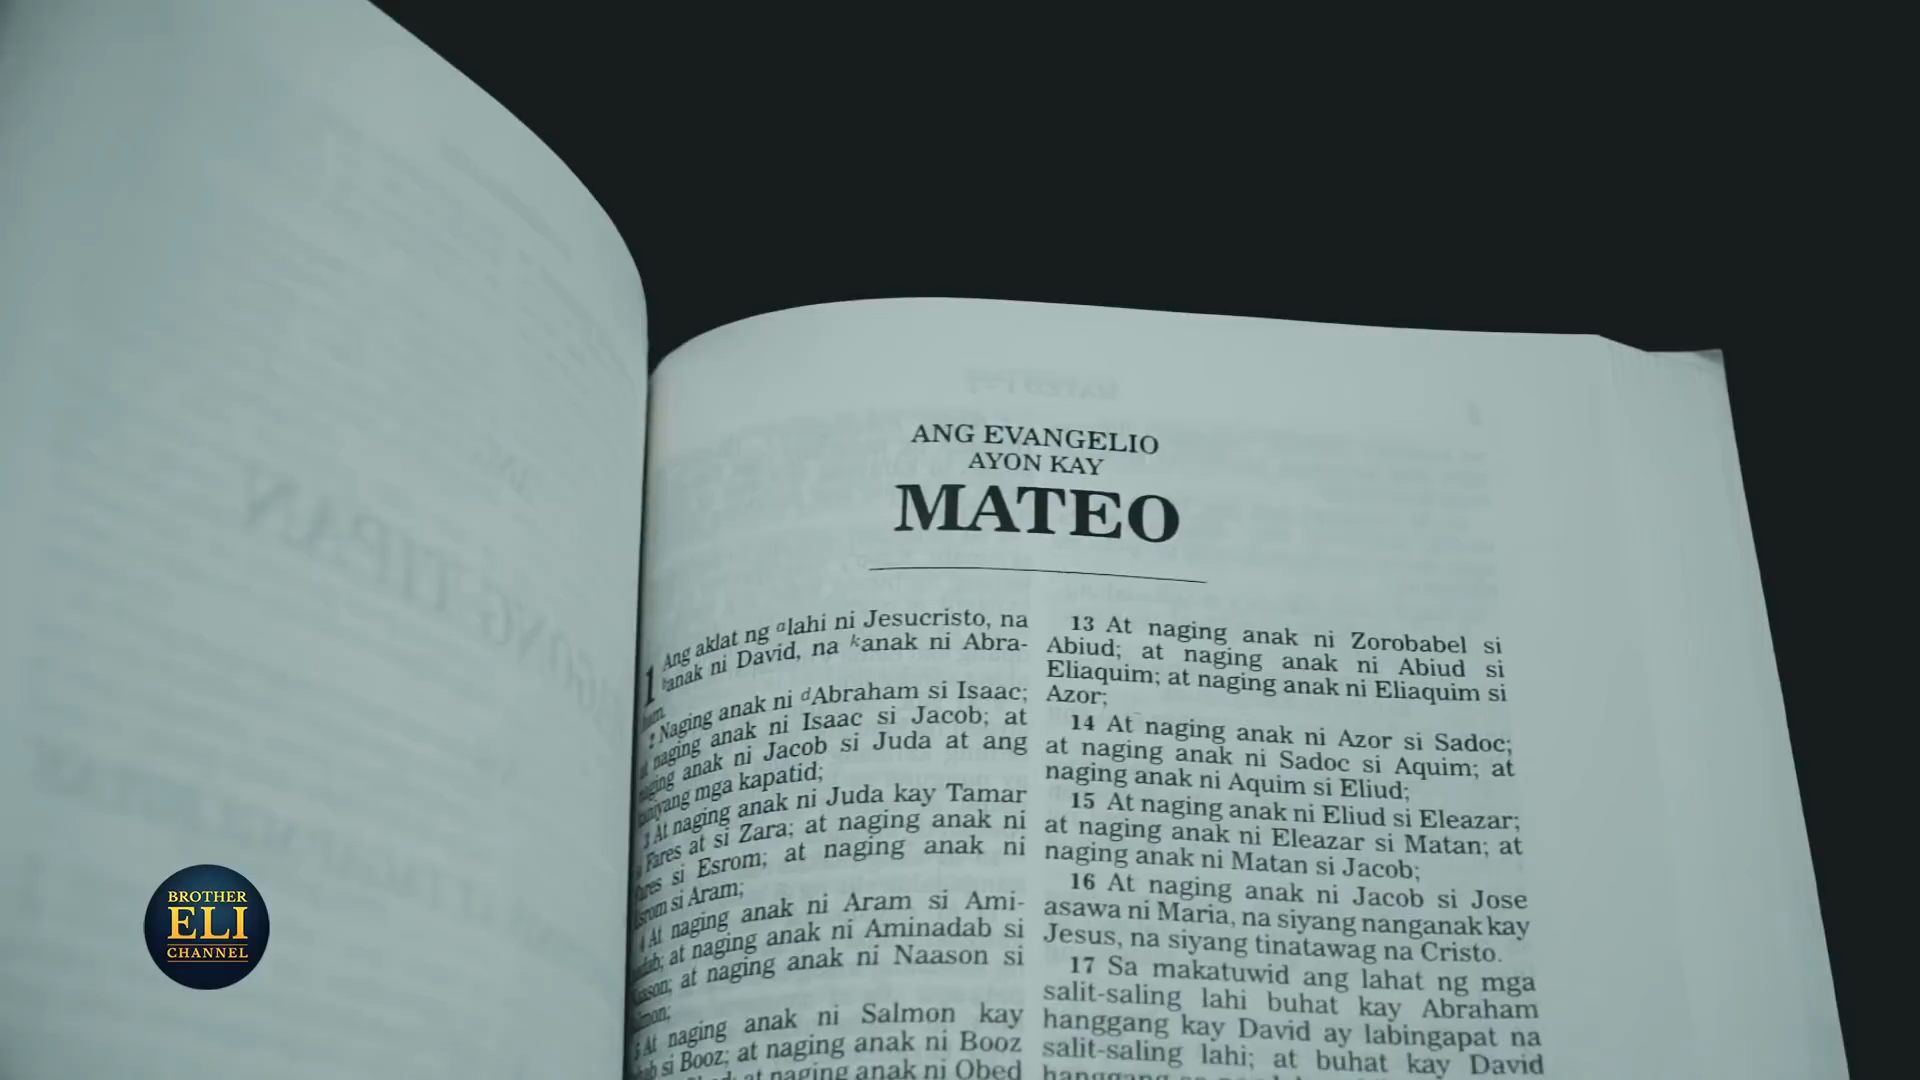 ANG EVANGELIO
AYON KAY
MATEO
1 Ang aklat ng alahi ni Jesucristo, na
banak ni David, na kanak ni Abra-
ham.
2 Naging anak ni dAbraham si Isaac;
at naging anak ni Isaac si Jacob; at
naging anak ni Jacob si Juda at ang
kaniyang mga kapatid;
3 At naging anak ni Juda kay Tamar
si Fares at si Zara; at naging anak ni
Fares si Esrom; at naging anak ni
Esrom si Aram;
4 At naging anak ni Aram si Ami-
nadab; at naging anak ni Aminadab si
Naason; at naging anak ni Naason si
Salmon;
5 At naging anak ni Salmon kay
si Booz; at naging anak ni Booz
at naging anak ni Obed
13 At naging anak ni Zorobabel si
Abiud; at naging anak ni Abiud si
Eliaquim; at naging anak ni Eliaquim si
Azor;
14 At naging anak ni Azor si Sadoc;
at naging anak ni Sadoc si Aquim; at
naging anak ni Aquim si Eliud;
15 At naging anak ni Eliud si Eleazar;
at naging anak ni Eleazar si Matan; at
naging anak ni Matan si Jacob;
16 At naging anak ni Jacob si Jose
asawa ni Maria, na siyang nanganak kay
Jesus, na siyang tinatawag na Cristo.
17 Sa makatuwid ang lahat ng mga
salit-saling lahi buhat kay Abraham
hanggang kay David ay labingapat na
salit-saling lahi; at buhat kay David
BROTHER
ELI
CHANNEL